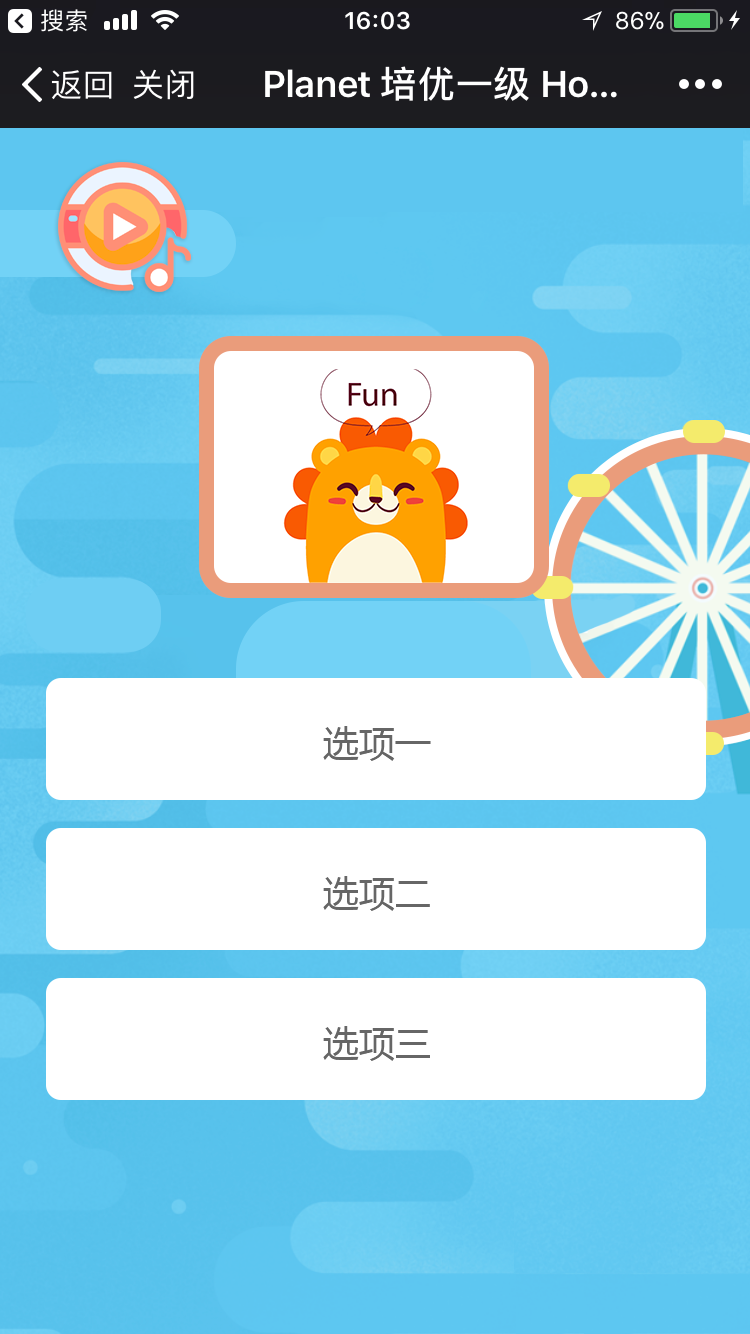 搜索 16:03 86%
返回 关闭 Planet 培优一级 Ho...
Fun
选项一
选项二
选项三